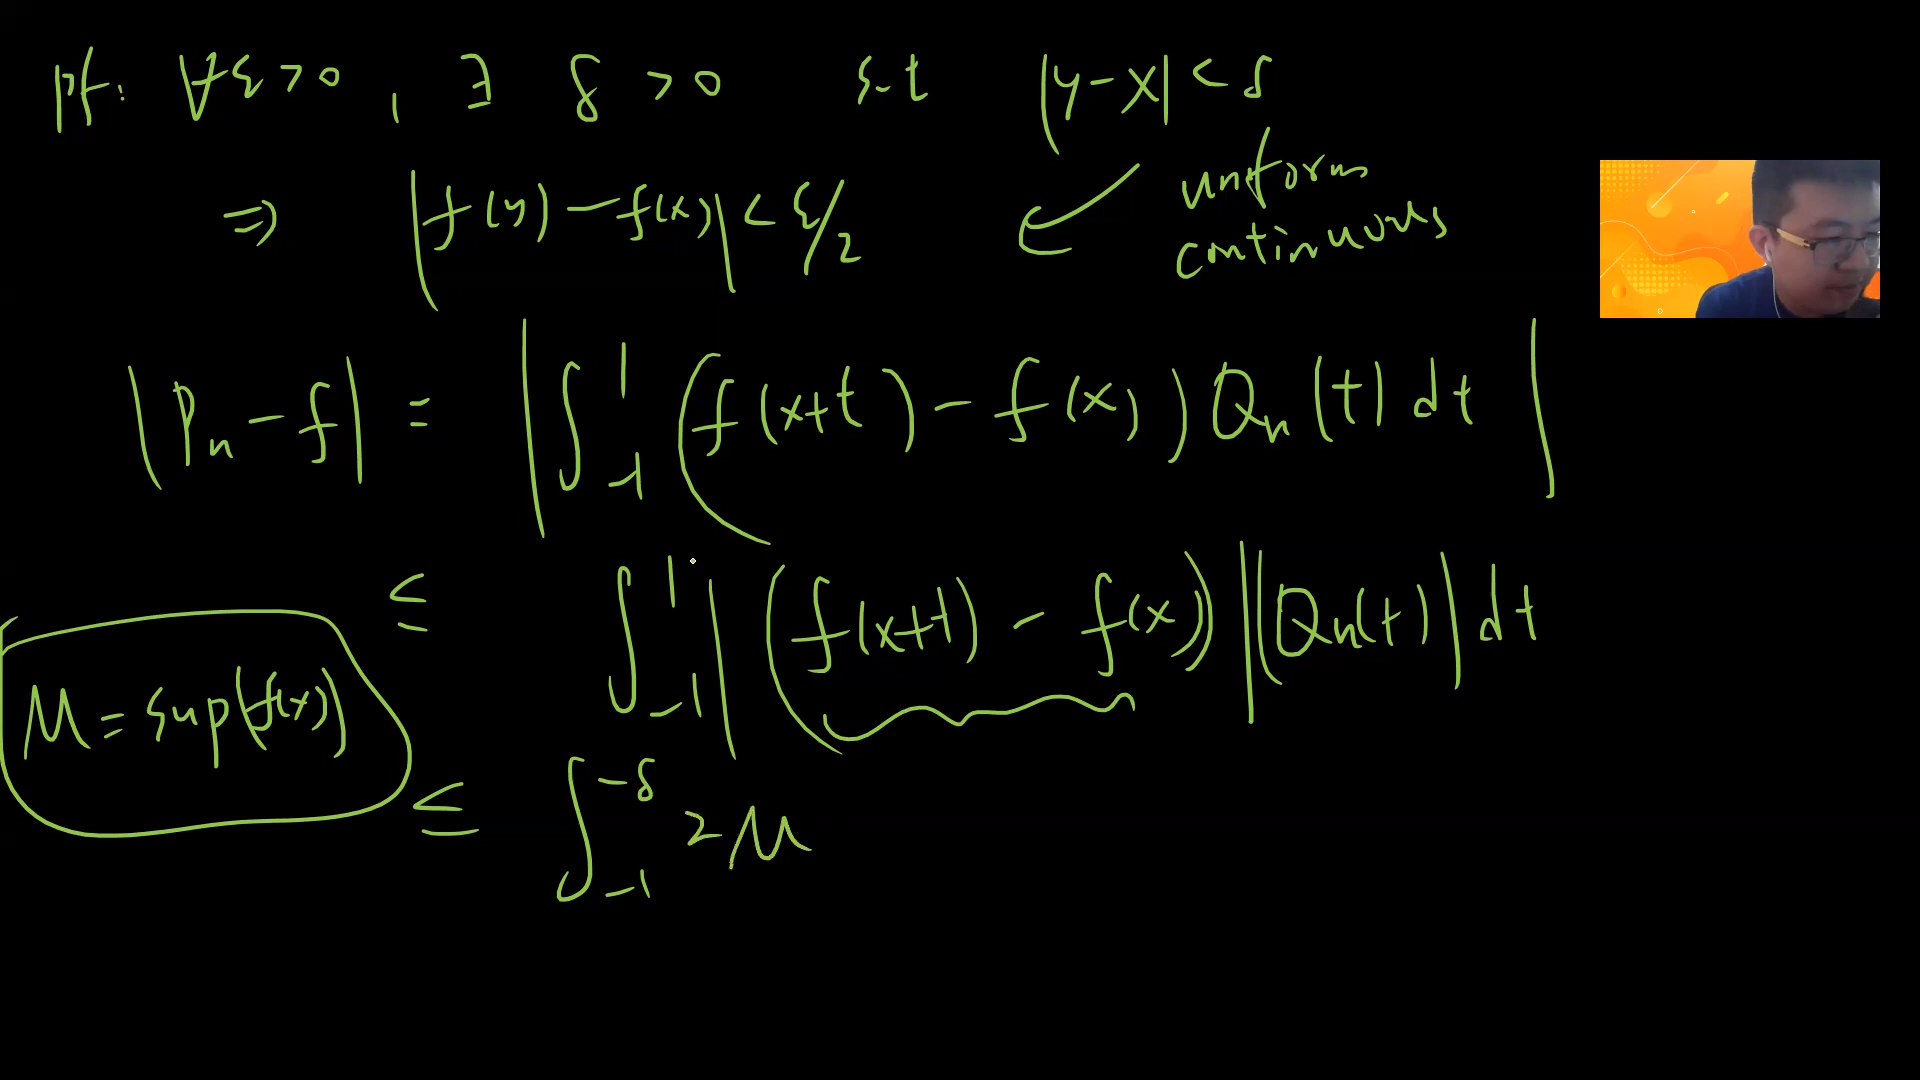 pf: ∀ε > 0, ∃ δ > 0 s.t |y - x| < δ
⇒ |f(y) - f(x)| < ε/2 uniform
continuous
|Pn - f| = |∫_{-1}^{1} (f(x+t) - f(x)) Qn(t) dt|
≤ ∫_{-1}^{1} |(f(x+t) - f(x))| |Qn(t)| dt
M = sup|f(x)|
≤ ∫_{-1}^{-δ} 2M